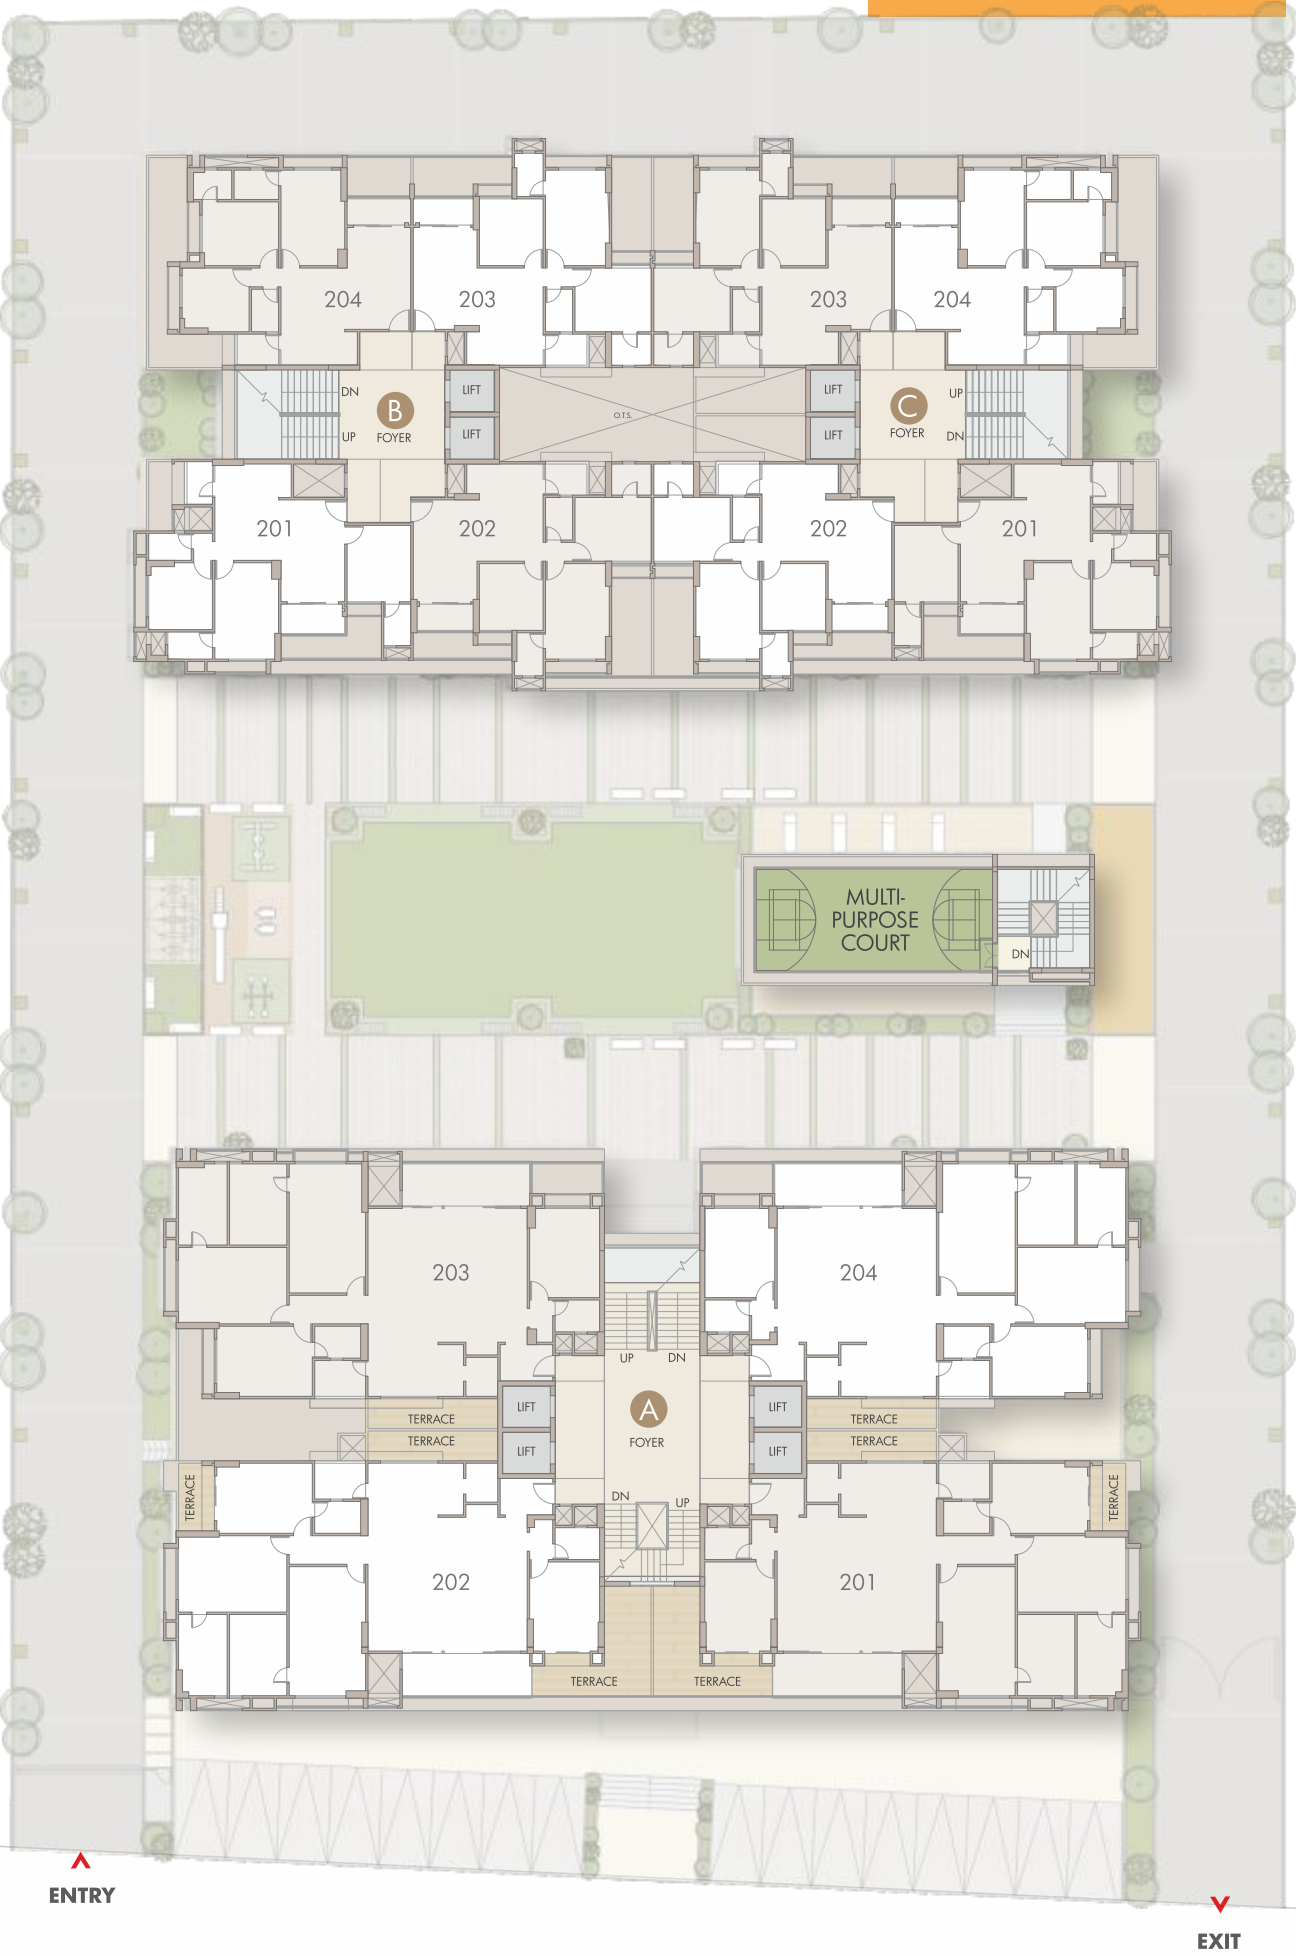 204
203
203
204
DN
LIFT
LIFT
UP
B
C
O.T.S.
UP
FOYER
LIFT
LIFT
FOYER
DN
201
202
202
201
MULTI-
PURPOSE
COURT
DN
203
204
UP
DN
LIFT
LIFT
TERRACE
A
TERRACE
TERRACE
FOYER
TERRACE
LIFT
LIFT
TERRACE
DN
UP
TERRACE
202
201
TERRACE
TERRACE
ENTRY
EXIT